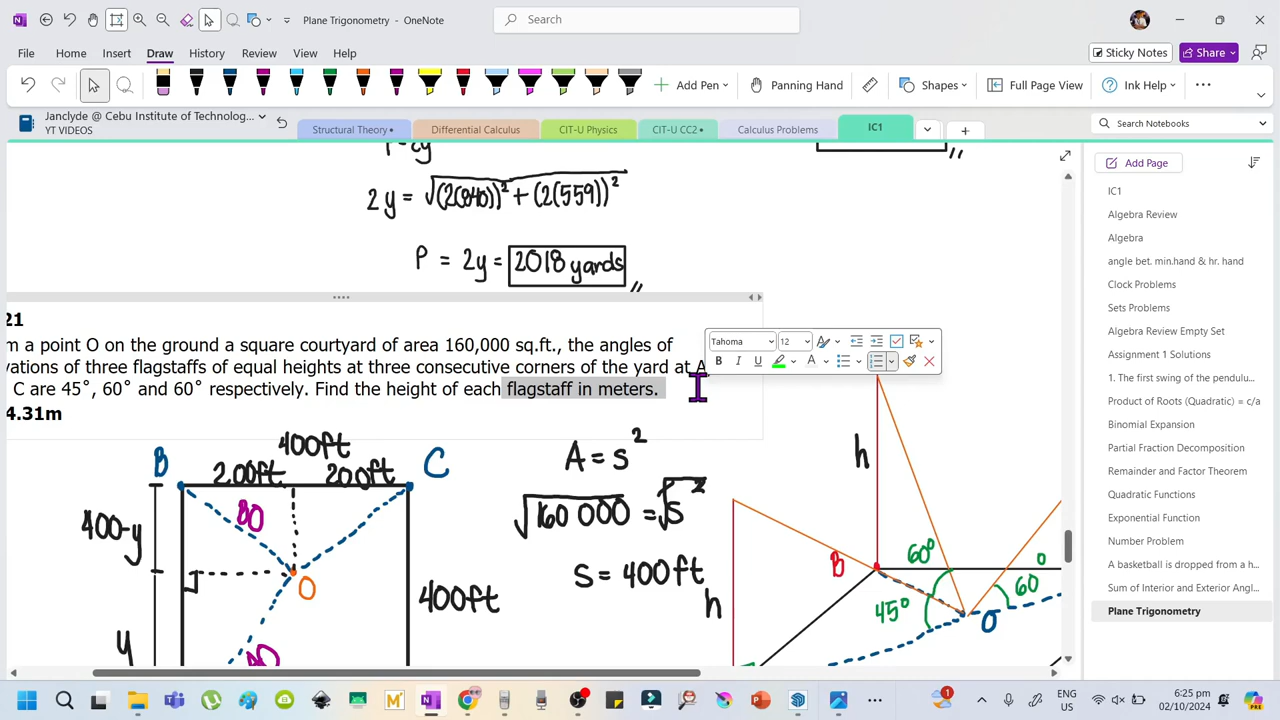 Plane Trigonometry - OneNote
Search
File Home Insert Draw History Review View Help
Sticky Notes
Share
Add Pen
Panning Hand
Shapes
Full Page View
Ink Help
Janclyde @ Cebu Institute of Technolog...
YT VIDEOS
Structural Theory
Differential Calculus
CIT-U Physics
CIT-U CC2
Calculus Problems
IC1
Search Notebooks
Add Page
IC1
Algebra Review
Algebra
angle bet. min.hand & hr. hand
Clock Problems
Sets Problems
Algebra Review Empty Set
Assignment 1 Solutions
1. The first swing of the pendulu...
Product of Roots (Quadratic) = c/a
Binomial Expansion
Partial Fraction Decomposition
Remainder and Factor Theorem
Quadratic Functions
Exponential Function
Number Problem
A basketball is dropped from a h...
Sum of Interior and Exterior Angl...
Plane Trigonometry
P = 2y
2y = √(2(840))² + (2(559))²
P = 2y = 2018 yards
21
m a point O on the ground a square courtyard of area 160,000 sq.ft., the angles of
vations of three flagstaffs of equal heights at three consecutive corners of the yard at A,
C are 45°, 60° and 60° respectively. Find the height of each flagstaff in meters.
4.31m
Tahoma 12
B I U A
400ft
B 200ft 200ft C
400-y
BO
O
y
400ft
A = s²
√160 000 = √s²
s = 400ft
h
h
B
60°
45°
O
60
o
ENG
US
6:25 pm
02/10/2024
1